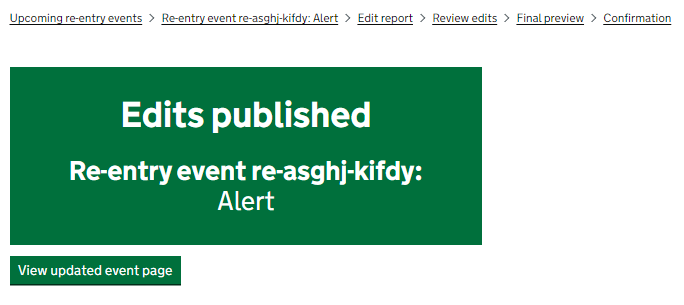 Upcoming re-entry events > Re-entry event re-asghj-kifdy: Alert > Edit report > Review edits > Final preview > Confirmation
Edits published
Re-entry event re-asghj-kifdy:
Alert
View updated event page